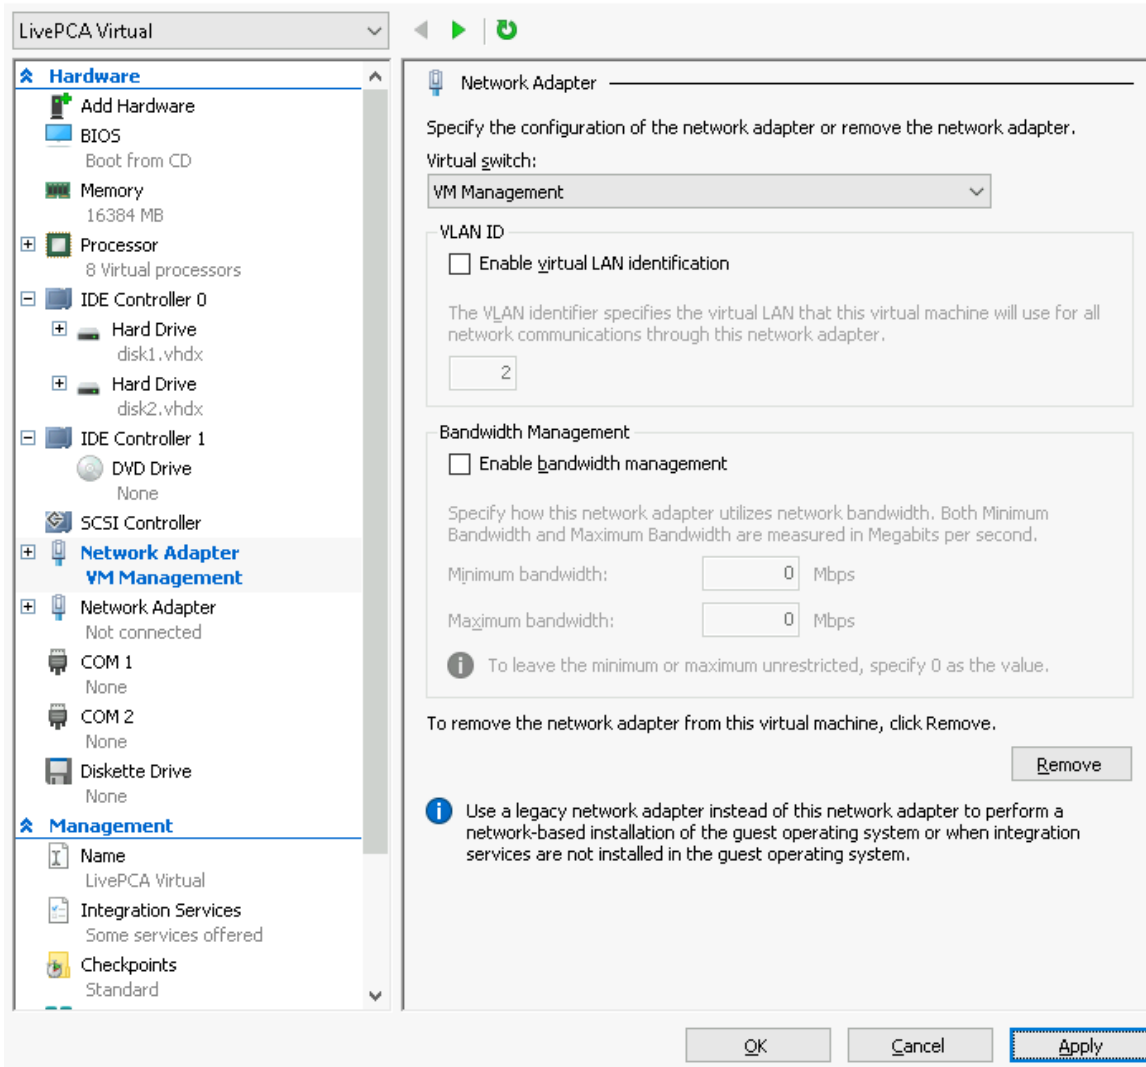 LivePCA Virtual
Hardware
Add Hardware
BIOS
Boot from CD
Memory
16384 MB
Processor
8 Virtual processors
IDE Controller 0
Hard Drive
disk1.vhdx
Hard Drive
disk2.vhdx
IDE Controller 1
DVD Drive
None
SCSI Controller
Network Adapter
VM Management
Network Adapter
Not connected
COM 1
None
COM 2
None
Diskette Drive
None
Management
Name
LivePCA Virtual
Integration Services
Some services offered
Checkpoints
Standard
Network Adapter
Specify the configuration of the network adapter or remove the network adapter.
Virtual switch:
VM Management
VLAN ID
Enable virtual LAN identification
The VLAN identifier specifies the virtual LAN that this virtual machine will use for all
network communications through this network adapter.
2
Bandwidth Management
Enable bandwidth management
Specify how this network adapter utilizes network bandwidth. Both Minimum
Bandwidth and Maximum Bandwidth are measured in Megabits per second.
Minimum bandwidth: 0 Mbps
Maximum bandwidth: 0 Mbps
To leave the minimum or maximum unrestricted, specify 0 as the value.
To remove the network adapter from this virtual machine, click Remove.
Remove
Use a legacy network adapter instead of this network adapter to perform a
network-based installation of the guest operating system or when integration
services are not installed in the guest operating system.
OK Cancel Apply